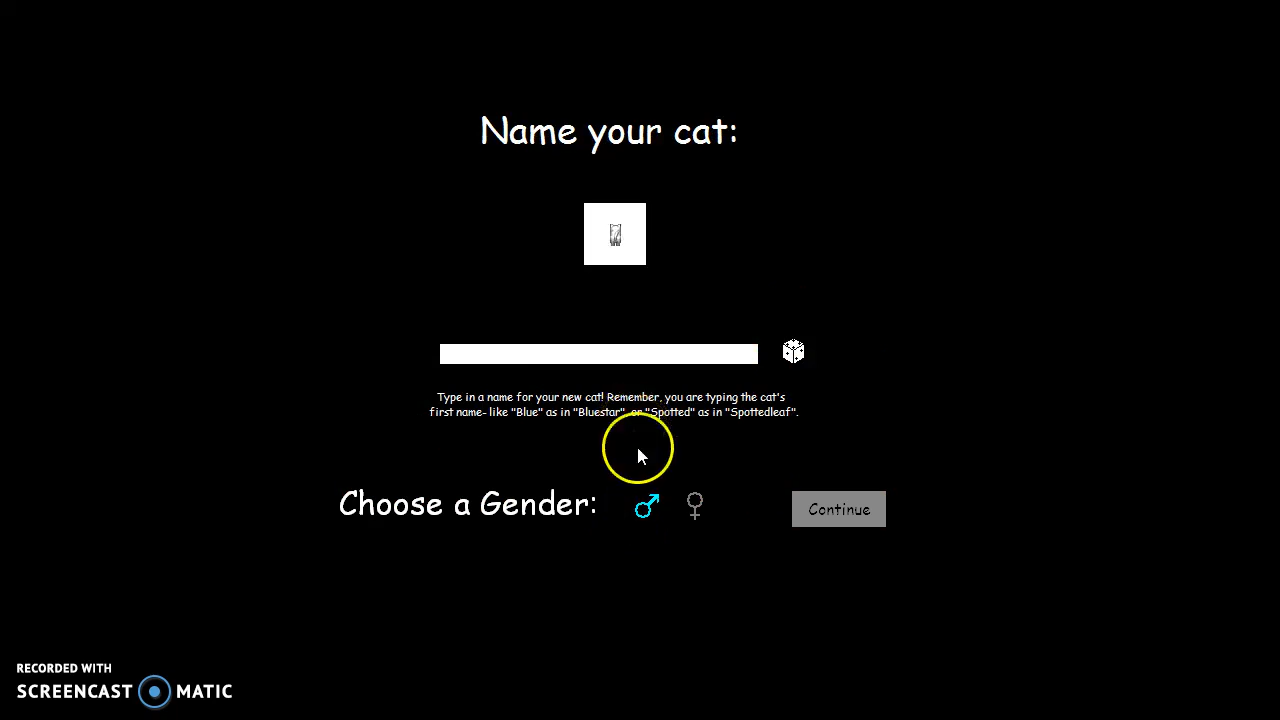 Name your cat:
Type in a name for your new cat! Remember, you are typing the cat's
first name- like "Blue" as in "Bluestar", or "Spotted" as in "Spottedleaf".
Choose a Gender:
Continue
RECORDED WITH
SCREENCAST MATIC